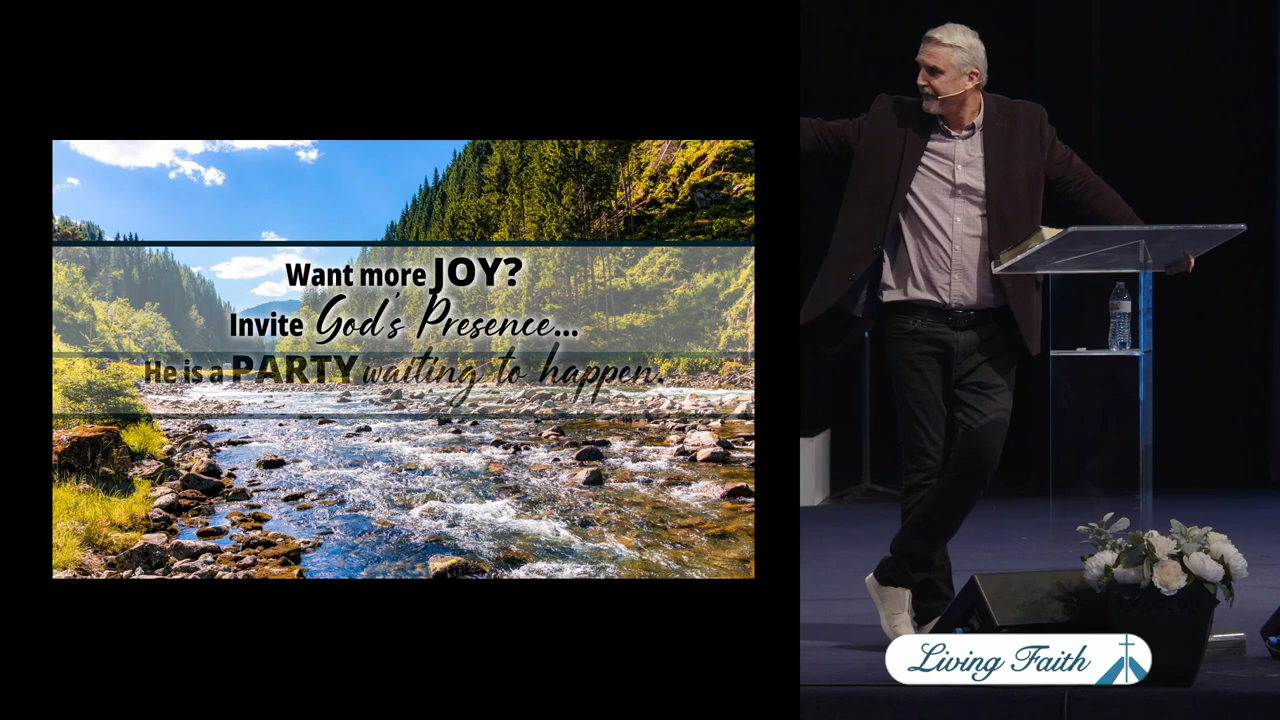 Want more JOY?
Invite God's Presence...
He is a PARTY waiting to happen.
Living Faith